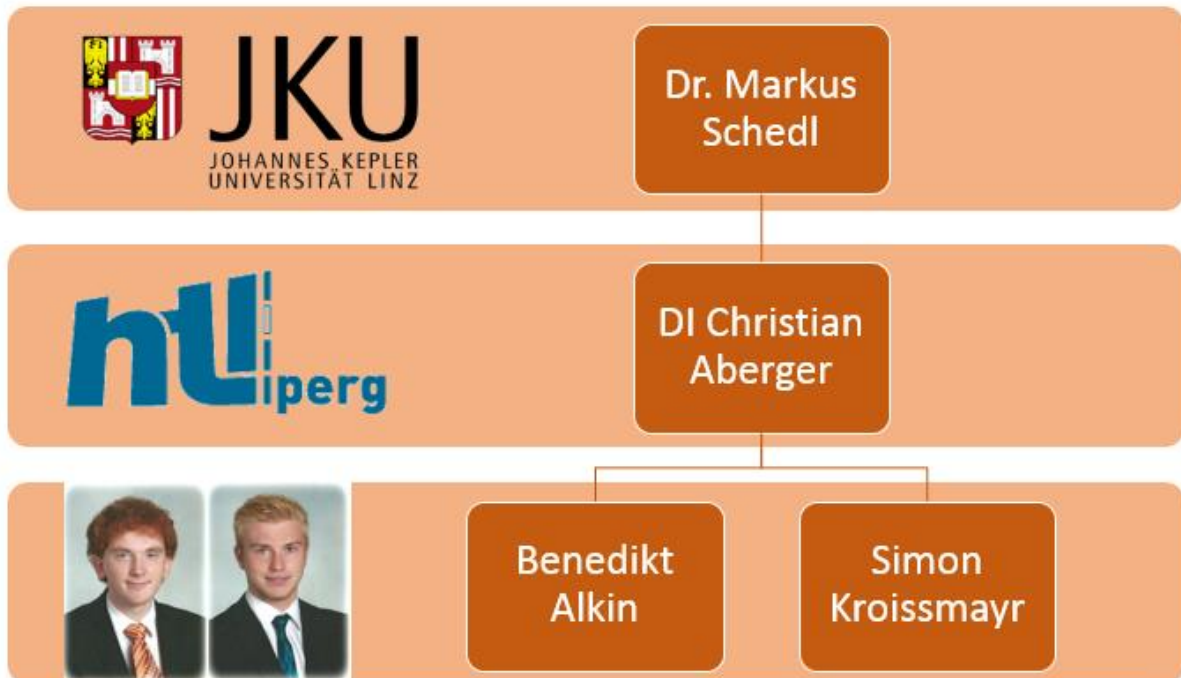 JKU
JOHANNES KEPLER
UNIVERSITÄT LINZ
Dr. Markus
Schedl
htl
iperg
DI Christian
Aberger
Benedikt
Alkin
Simon
Kroissmayr